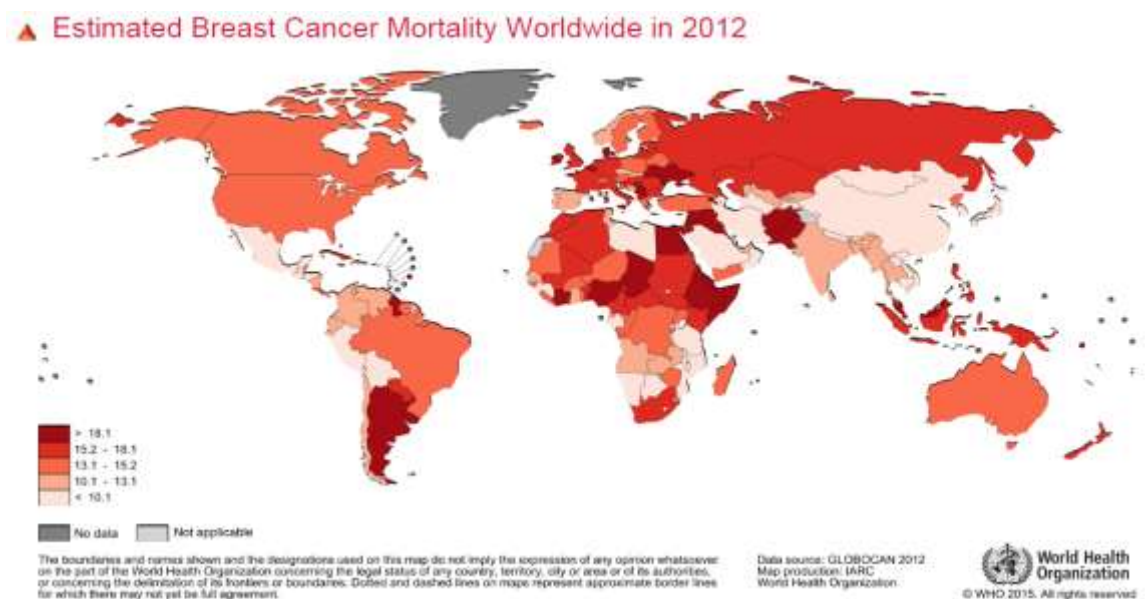 Estimated Breast Cancer Mortality Worldwide in 2012
> 18.1
15.2 - 18.1
13.1 - 15.2
10.1 - 13.1
< 10.1
No data Not applicable
The boundaries and names shown and the designations used on this map do not imply the expression of any opinion whatsoever
on the part of the World Health Organization concerning the legal status of any country, territory, city or area or of its authorities,
or concerning the delimitation of its frontiers or boundaries. Dotted and dashed lines on maps represent approximate border lines
for which there may not yet be full agreement.
Data source: GLOBOCAN 2012
Map production: IARC
World Health Organization
World Health
Organization
© WHO 2015. All rights reserved